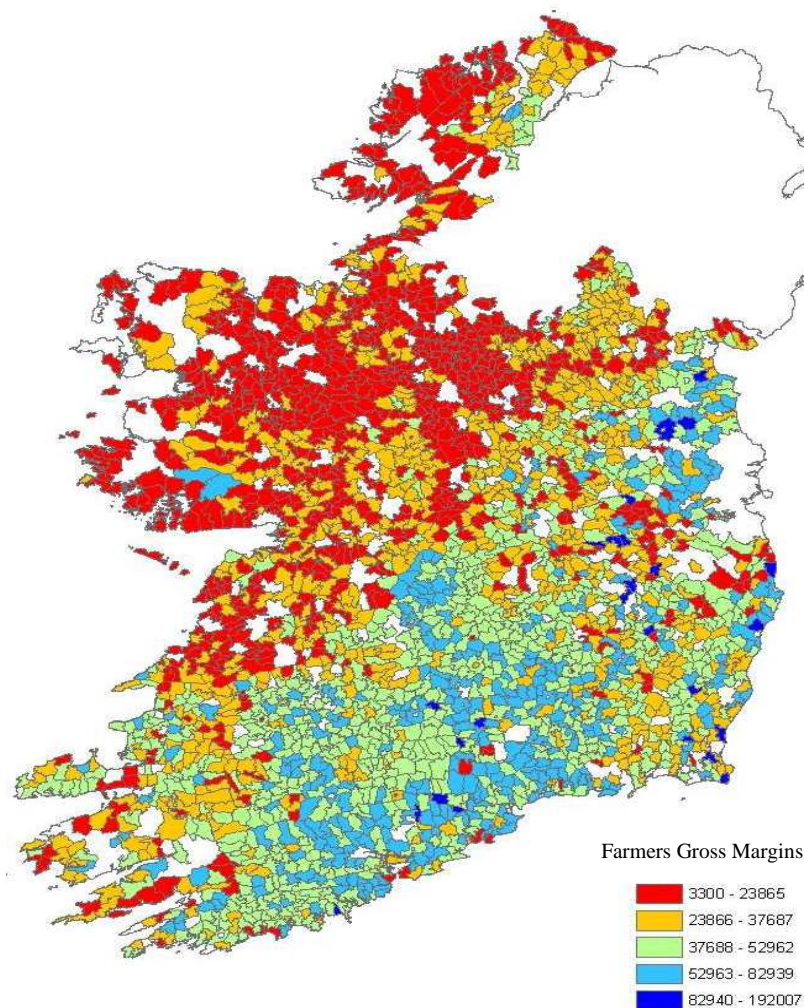 Farmers Gross Margins
3300 - 23865
23866 - 37687
37688 - 52962
52963 - 82939
82940 - 192007